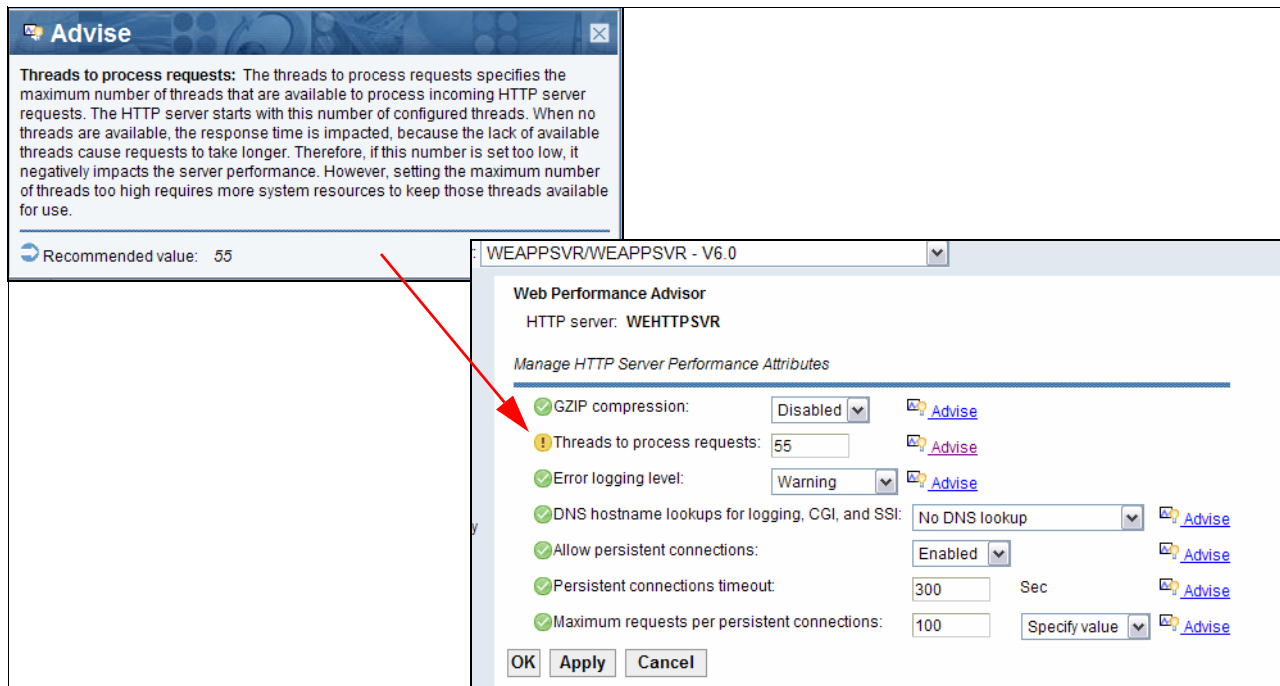 Advise
Threads to process requests: The threads to process requests specifies the
maximum number of threads that are available to process incoming HTTP server
requests. The HTTP server starts with this number of configured threads. When no
threads are available, the response time is impacted, because the lack of available
threads cause requests to take longer. Therefore, if this number is set too low, it
negatively impacts the server performance. However, setting the maximum number
of threads too high requires more system resources to keep those threads available
for use.
Recommended value: 55
: WEAPPSVR/WEAPPSVR - V6.0
Web Performance Advisor
HTTP server: WEHTTPSVR
Manage HTTP Server Performance Attributes
GZIP compression: Disabled Advise
Threads to process requests: 55 Advise
Error logging level: Warning Advise
DNS hostname lookups for logging, CGI, and SSI: No DNS lookup Advise
y
Allow persistent connections: Enabled Advise
Persistent connections timeout: 300 Sec Advise
Maximum requests per persistent connections: 100 Specify value Advise
OK Apply Cancel